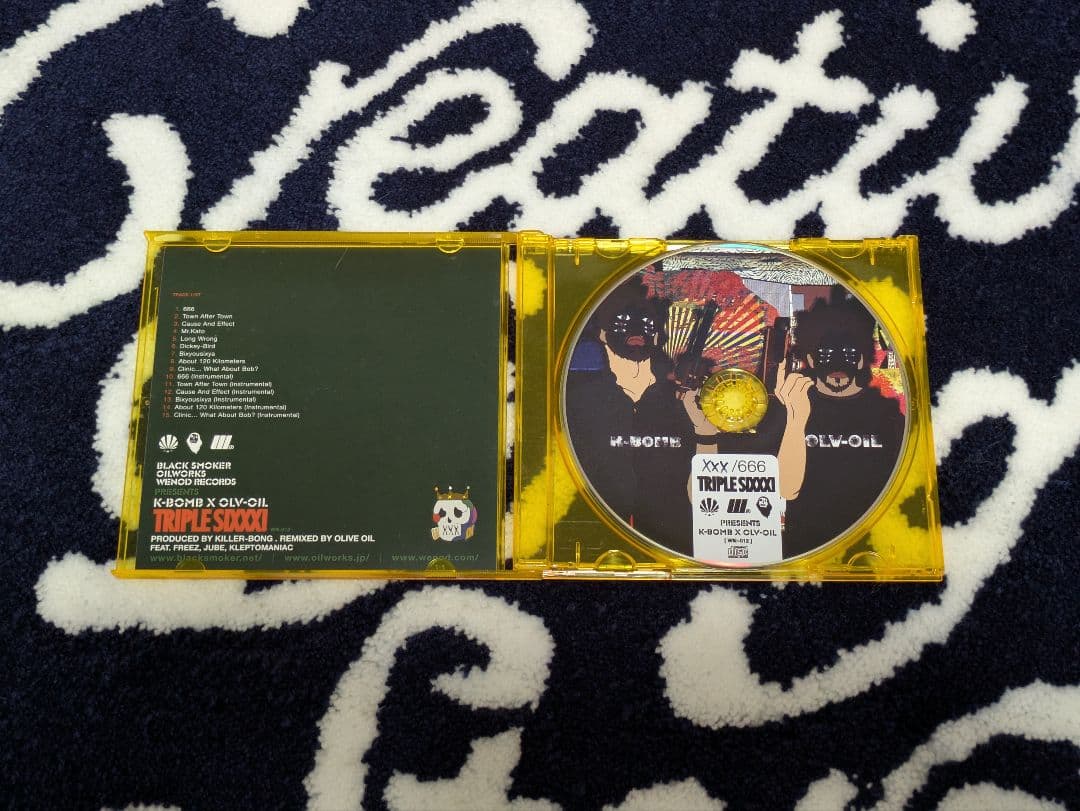 Creativ
TRACK LIST
1. 666
2. Town After Town
3. Cause And Effect
4. Mr.Kato
5. Long Wrong
6. Dickey-Bird
7. Bixyousixya
8. About 120 Kilometers
9. Clinic... What About Bob?
10. 666 (Instrumental)
11. Town After Town (Instrumental)
12. Cause And Effect (Instrumental)
13. Bixyousixya (Instrumental)
14. About 120 Kilometers (Instrumental)
15. Clinic... What About Bob? (Instrumental)
BLACK SMOKER
OILWORKS
WENOD RECORDS
PRESENTS
K-BOMB X OLV-OIL
TRIPLE SIXXX!
PRODUCED BY KILLER-BONG . REMIXED BY OLIVE OIL
FEAT. FREEZ, JUBE, KLEPTOMANIAC
www.blacksmoker.net/ | www.oilworks.jp/ | www.wenod.com/
XXX
K-BOMB
OLV-OIL
XXX/666
TRIPLE SIXXX!
PRESENTS
K-BOMB X OLV-OIL